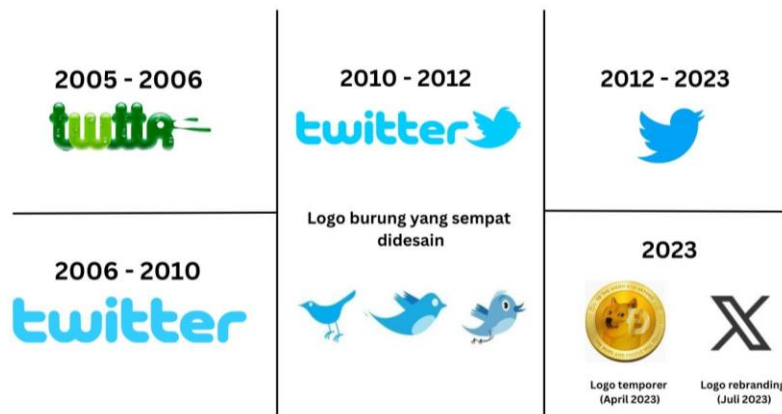 2005 - 2006
twttr
2006 - 2010
twitter
2010 - 2012
twitter
Logo burung yang sempat
didesain
2012 - 2023
2023
Logo temporer
(April 2023)
Logo rebranding
(Juli 2023)